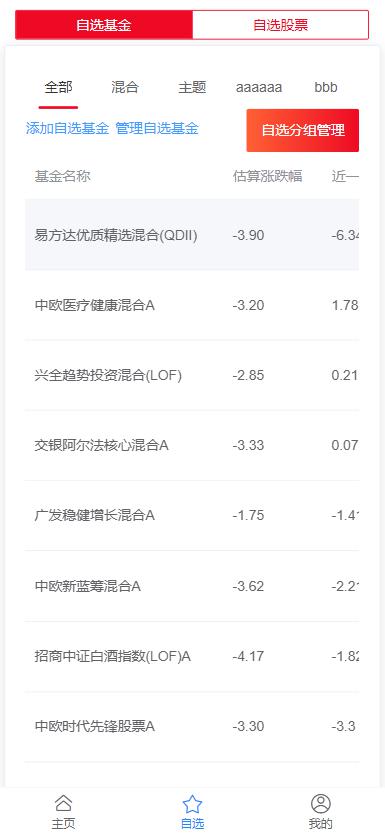 自选基金 自选股票
全部 混合 主题 aaaaaa bbb
添加自选基金 管理自选基金 自选分组管理
基金名称 估算涨跌幅 近一
易方达优质精选混合(QDII) -3.90 -6.34
中欧医疗健康混合A -3.20 1.78
兴全趋势投资混合(LOF) -2.85 0.21
交银阿尔法核心混合A -3.33 0.07
广发稳健增长混合A -1.75 -1.41
中欧新蓝筹混合A -3.62 -2.21
招商中证白酒指数(LOF)A -4.17 -1.82
中欧时代先锋股票A -3.30 -3.3
主页 自选 我的